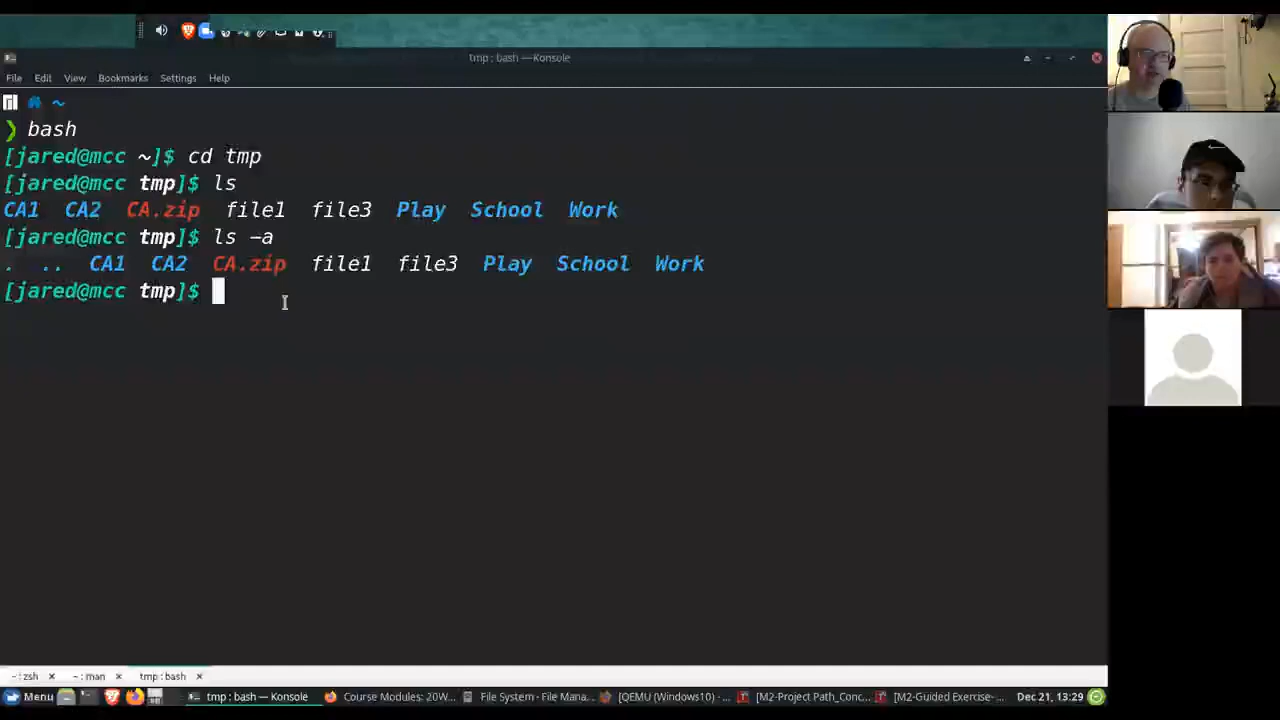 tmp : bash — Konsole
File Edit View Bookmarks Settings Help
~
❯ bash
[jared@mcc ~]$ cd tmp
[jared@mcc tmp]$ ls
CA1 CA2 CA.zip file1 file3 Play School Work
[jared@mcc tmp]$ ls -a
. .. CA1 CA2 CA.zip file1 file3 Play School Work
[jared@mcc tmp]$
~ : zsh ~ : man tmp : bash
Menu tmp : bash — Konsole Course Modules: 20W... File System - File Mana... [QEMU (Windows10) - ... [M2-Project Path_Conc... [M2-Guided Exercise-... Dec 21, 13:29